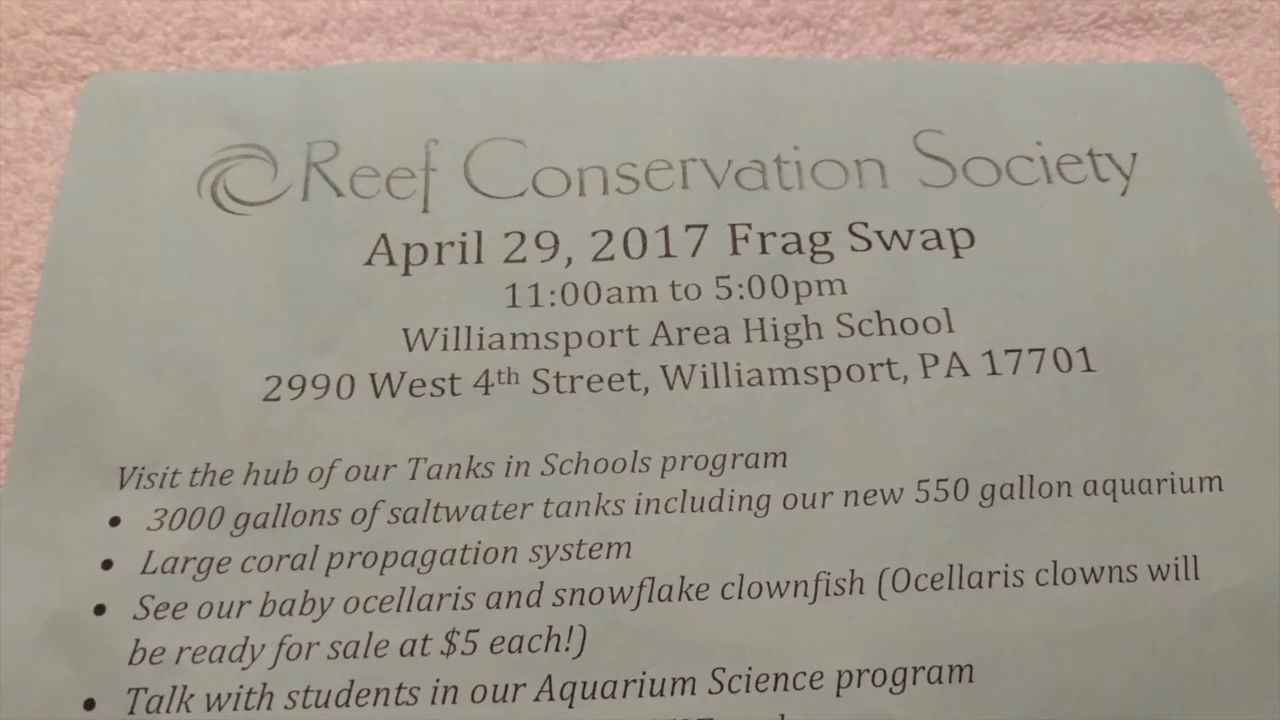 Reef Conservation Society
April 29, 2017 Frag Swap
11:00am to 5:00pm
Williamsport Area High School
2990 West 4th Street, Williamsport, PA 17701
Visit the hub of our Tanks in Schools program
• 3000 gallons of saltwater tanks including our new 550 gallon aquarium
• Large coral propagation system
• See our baby ocellaris and snowflake clownfish (Ocellaris clowns will
be ready for sale at $5 each!)
• Talk with students in our Aquarium Science program